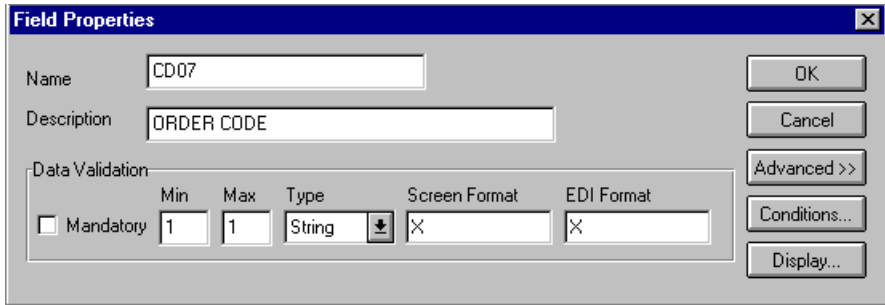 Field Properties
Name CD07 OK
Description ORDER CODE Cancel
Data Validation Advanced >>
Min Max Type Screen Format EDI Format
Mandatory 1 1 String X X Conditions...
Display...